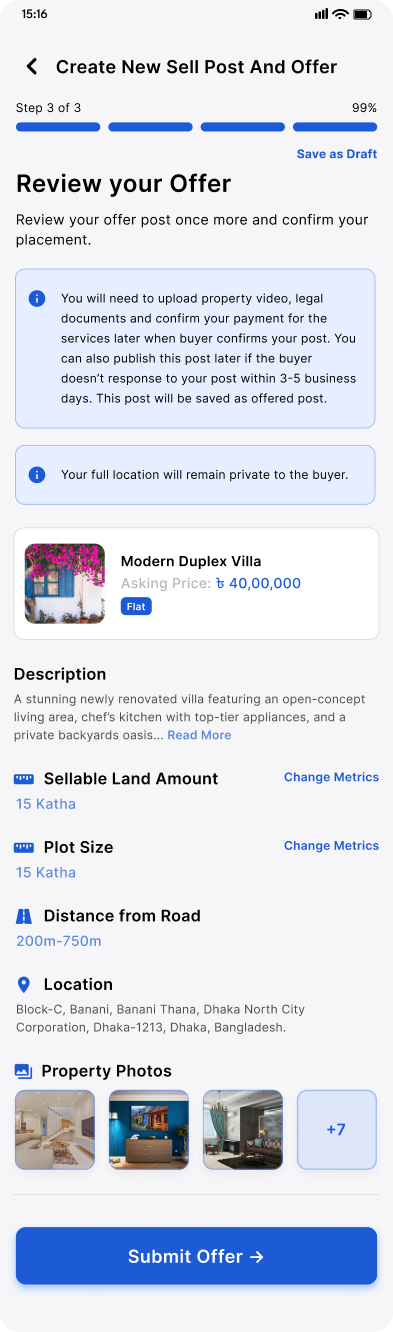 15:16
Create New Sell Post And Offer
Step 3 of 3
99%
Save as Draft
Review your Offer
Review your offer post once more and confirm your
placement.
You will need to upload property video, legal
documents and confirm your payment for the
services later when buyer confirms your post. You
can also publish this post later if the buyer
doesn’t response to your post within 3-5 business
days. This post will be saved as offered post.
Your full location will remain private to the buyer.
Modern Duplex Villa
Asking Price: ৳ 40,00,000
Flat
Description
A stunning newly renovated villa featuring an open-concept
living area, chef’s kitchen with top-tier appliances, and a
private backyards oasis... Read More
Sellable Land Amount
Change Metrics
15 Katha
Plot Size
Change Metrics
15 Katha
Distance from Road
200m-750m
Location
Block-C, Banani, Banani Thana, Dhaka North City
Corporation, Dhaka-1213, Dhaka, Bangladesh.
Property Photos
+7
Submit Offer →